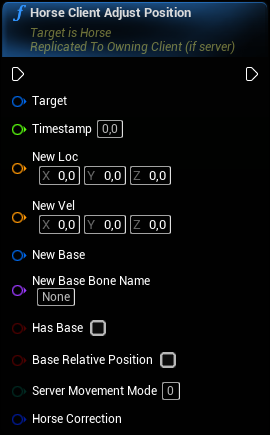 f Horse Client Adjust Position
Target is Horse
Replicated To Owning Client (if server)
Target
Timestamp 0,0
New Loc
X 0,0 Y 0,0 Z 0,0
New Vel
X 0,0 Y 0,0 Z 0,0
New Base
New Base Bone Name
None
Has Base
Base Relative Position
Server Movement Mode 0
Horse Correction